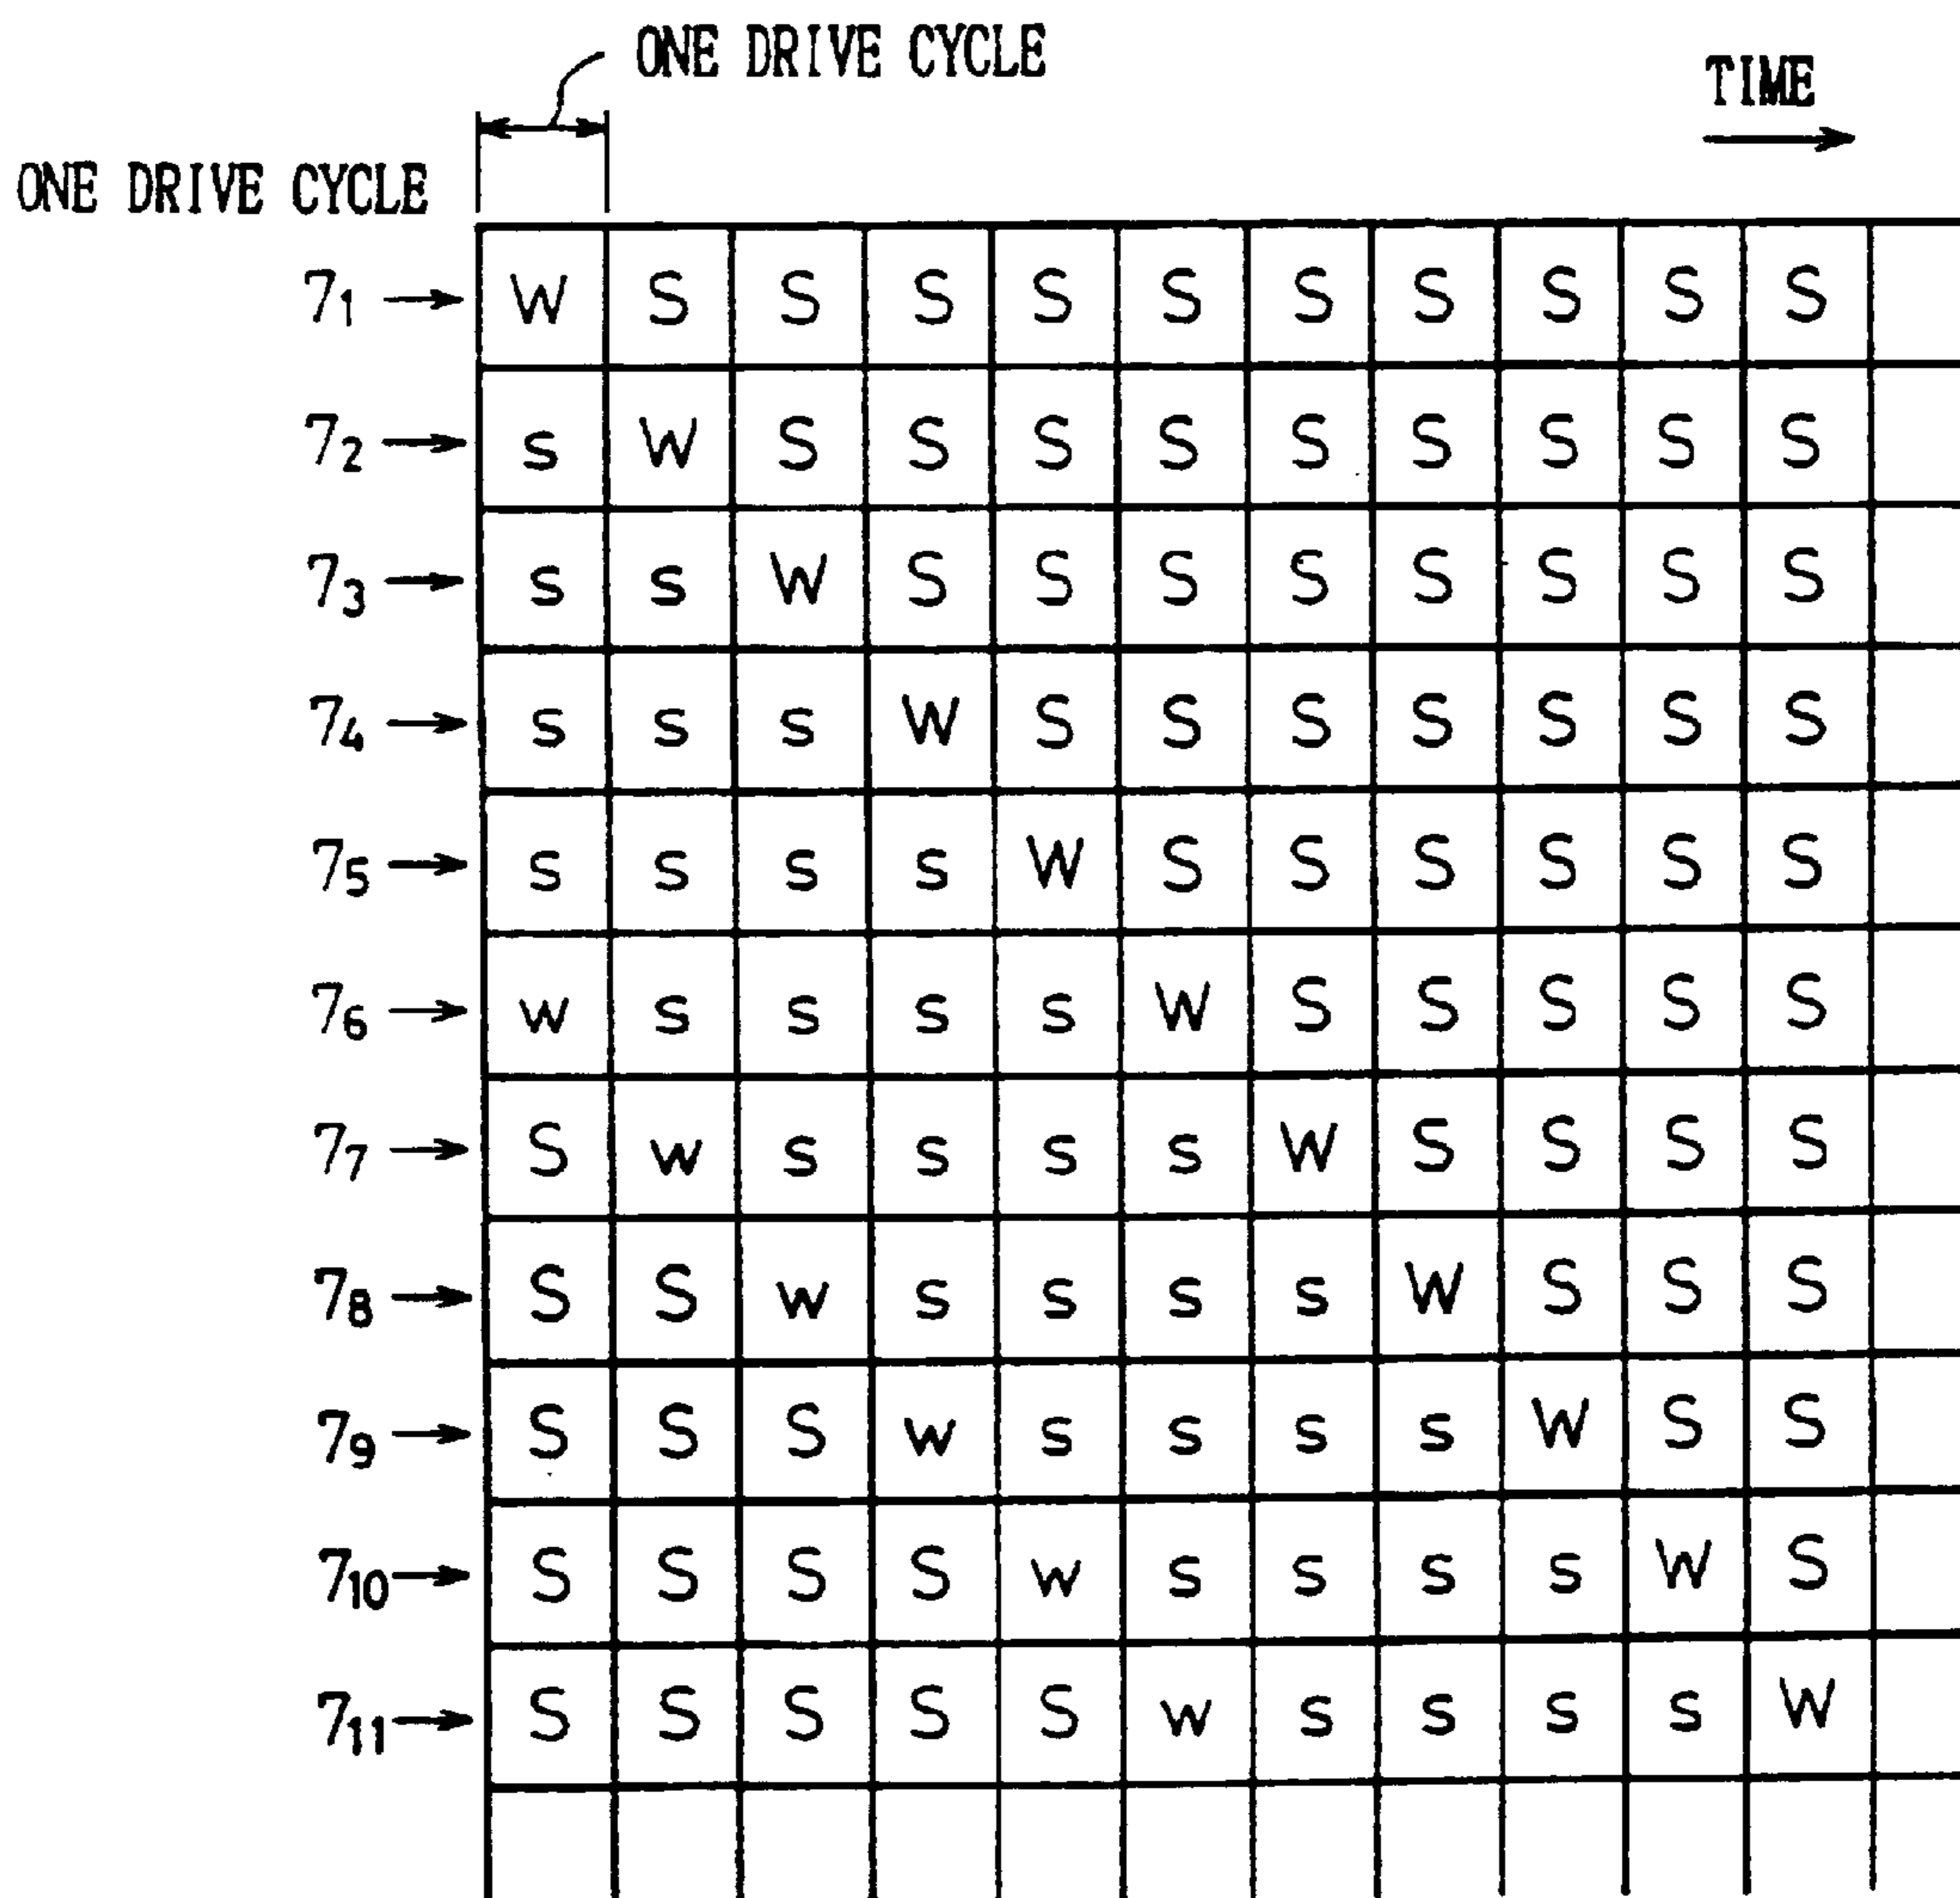 ONE DRIVE CYCLE
TIME
ONE DRIVE CYCLE
7₁ W S S S S S S S S S S
7₂ s W S S S S S S S S S
7₃ s s W S S S S S S S S
7₄ s s s W S S S S S S S
7₅ s s s s W S S S S S S
7₆ w s s s s W S S S S S
7₇ S w s s s s W S S S S
7₈ S S w s s s s W S S S
7₉ S S S w s s s s W S S
7₁₀ S S S S w s s s s W S
7₁₁ S S S S S w s s s s W